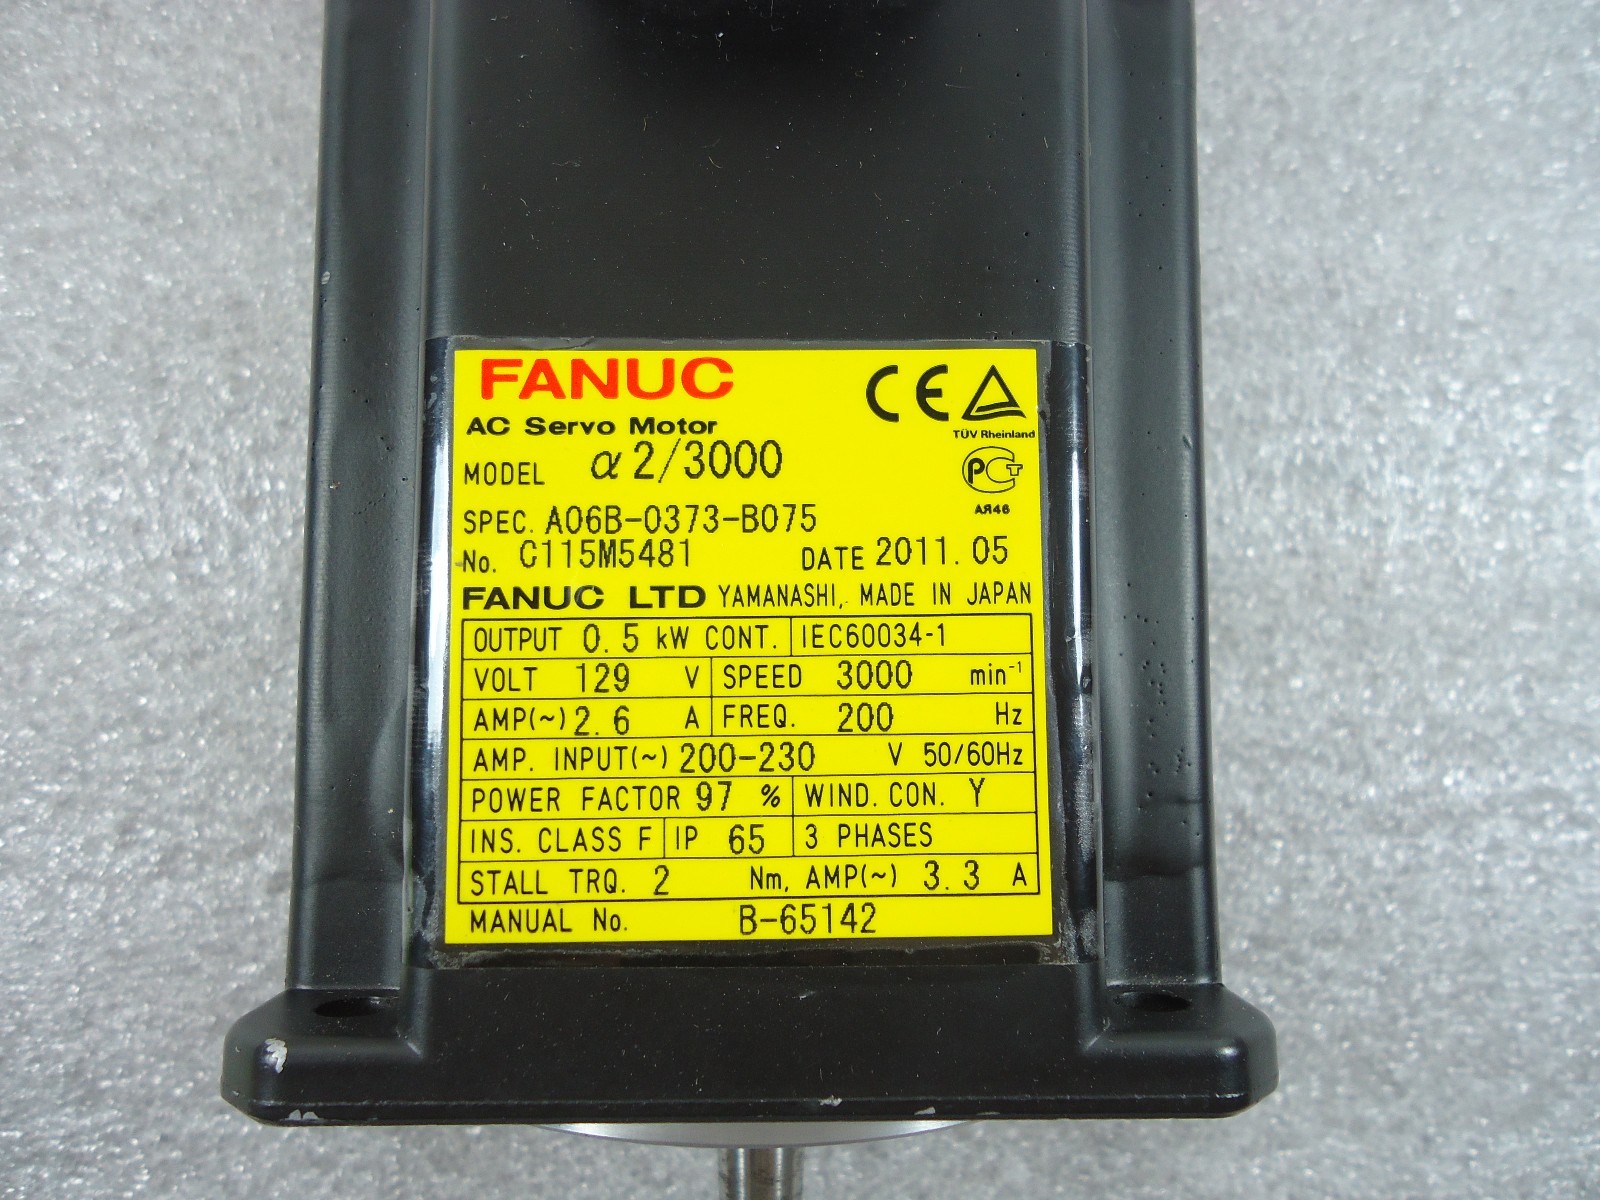 FANUC
CE
TÜV Rheinland
AC Servo Motor
MODEL α2/3000
PCT
АЯ46
SPEC. A06B-0373-B075
No. C115M5481 DATE 2011.05
FANUC LTD YAMANASHI, MADE IN JAPAN
OUTPUT 0.5 kW CONT. IEC60034-1
VOLT 129 V SPEED 3000 min⁻¹
AMP(~) 2.6 A FREQ. 200 Hz
AMP. INPUT(~) 200-230 V 50/60Hz
POWER FACTOR 97 % WIND. CON. Y
INS. CLASS F IP 65 3 PHASES
STALL TRQ. 2 Nm, AMP(~) 3.3 A
MANUAL No. B-65142